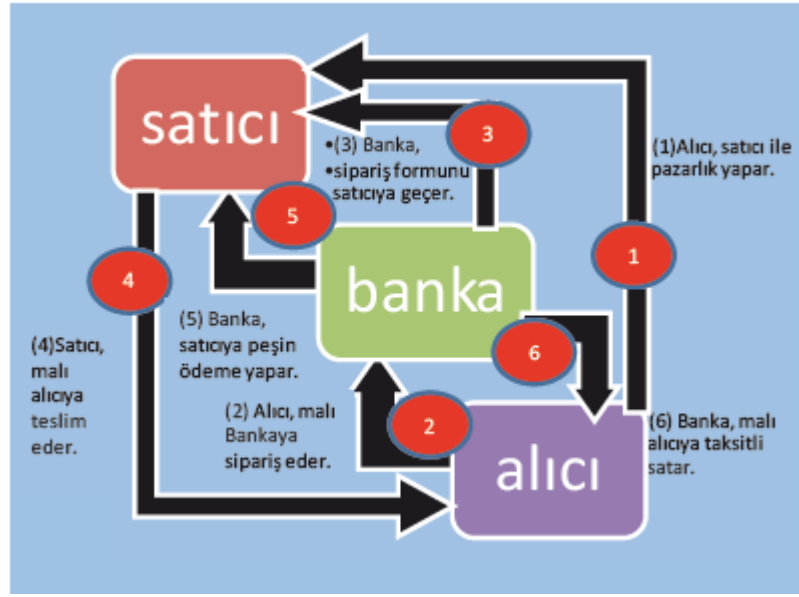 satıcı
3
•(3) Banka,
•sipariş formunu
satıcıya geçer.
(1)Alıcı, satıcı ile
pazarlık yapar.
5
1
4
banka
(5) Banka,
satıcıya peşin
ödeme yapar.
6
(4)Satıcı,
malı
alıcıya
teslim
eder.
(2) Alıcı, malı
Bankaya
sipariş eder.
2
alıcı
(6) Banka, malı
alıcıya taksitli
satar.